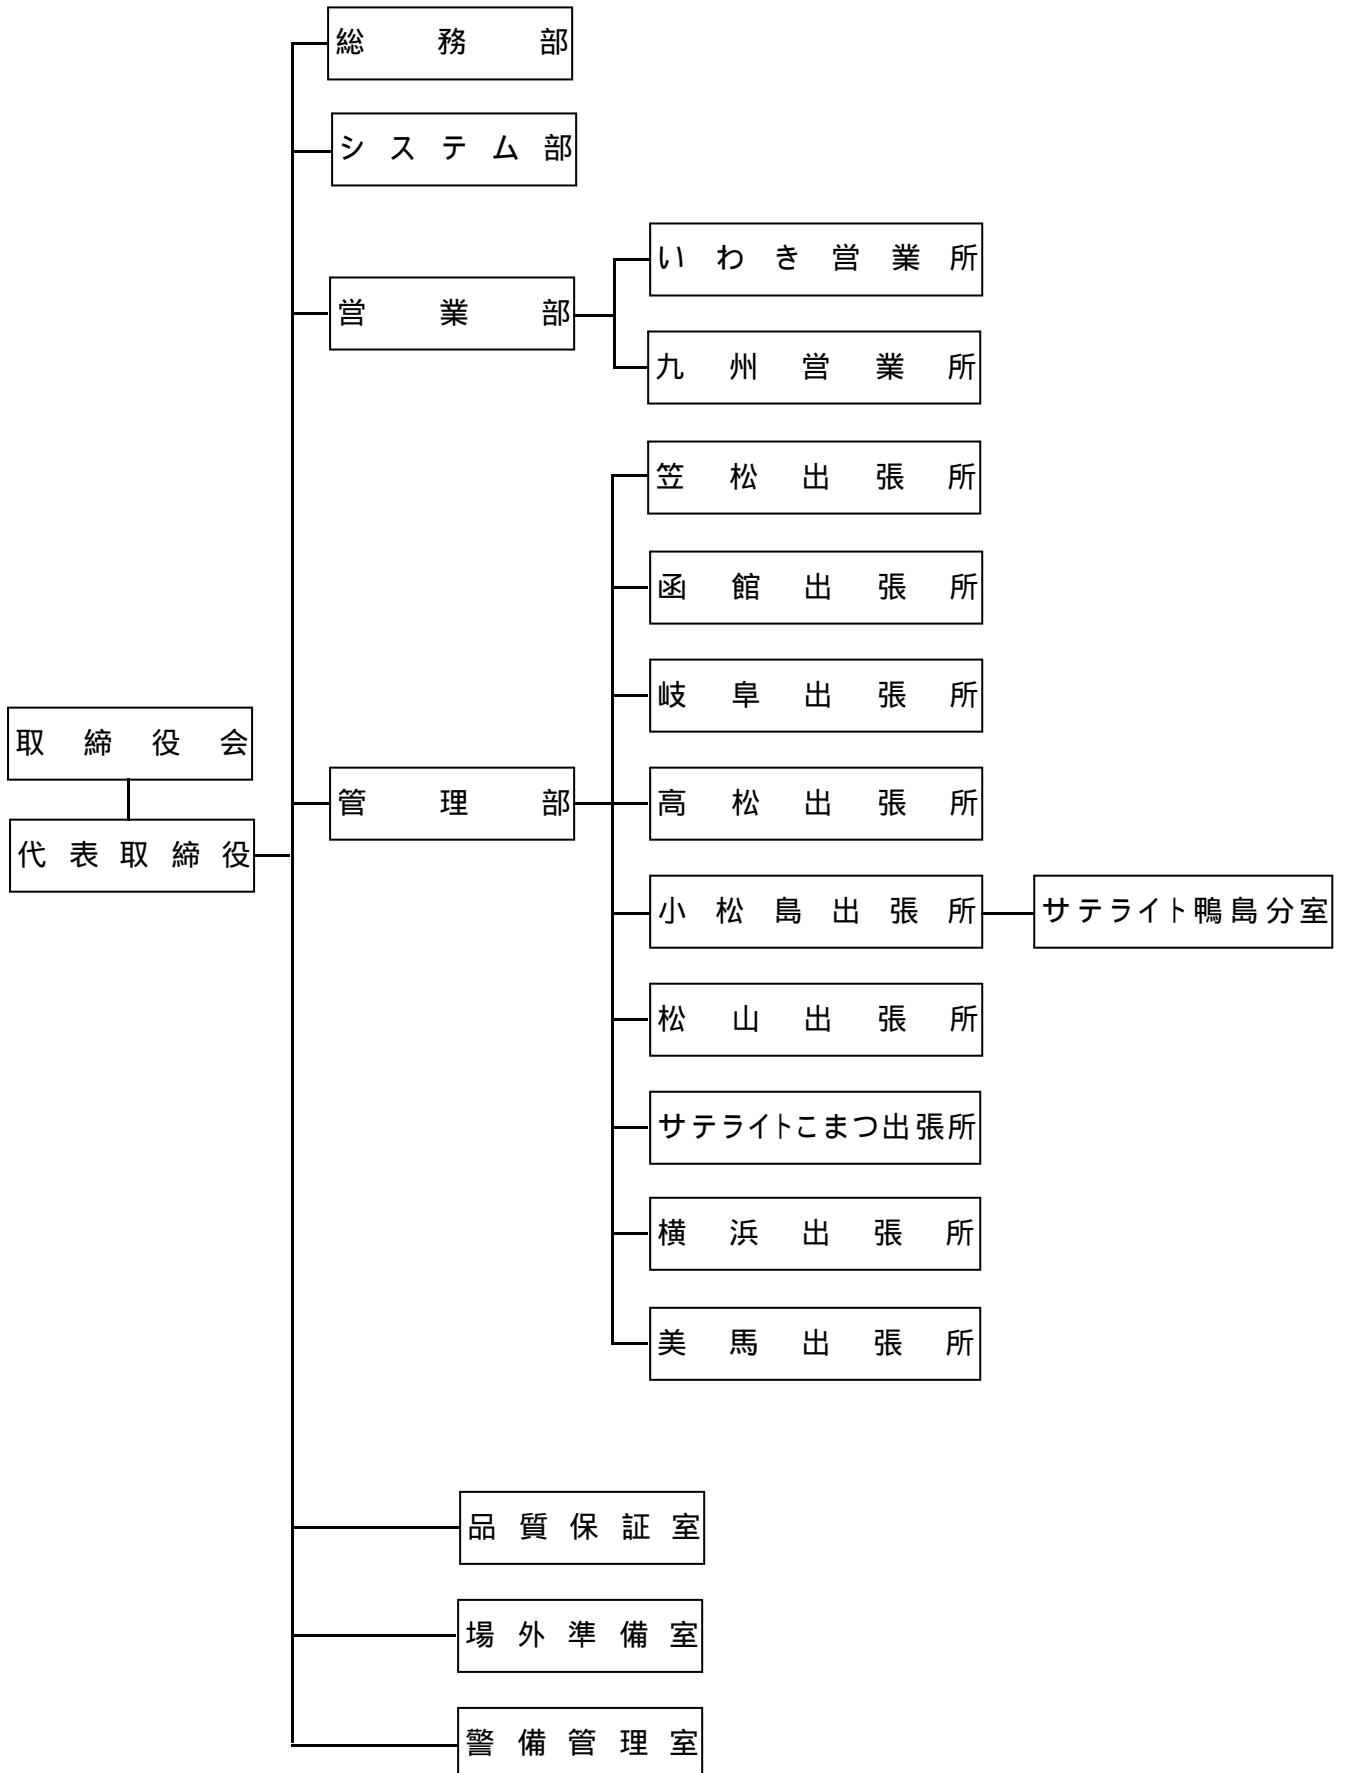 総務部
システム部
いわき営業所
営業部
九州営業所
笠松出張所
函館出張所
岐阜出張所
取締役会
管理部
高松出張所
代表取締役
小松島出張所
サテライト鴨島分室
松山出張所
サテライトこまつ出張所
横浜出張所
美馬出張所
品質保証室
場外準備室
警備管理室